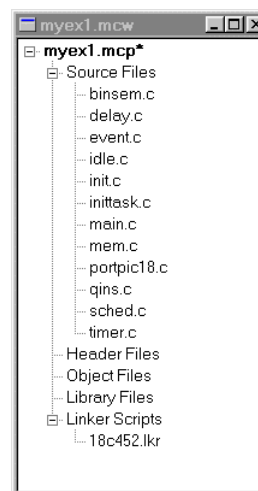 myex1.mcw
myex1.mcp*
Source Files
binsem.c
delay.c
event.c
idle.c
init.c
inittask.c
main.c
mem.c
portpic18.c
qins.c
sched.c
timer.c
Header Files
Object Files
Library Files
Linker Scripts
18c452.lkr